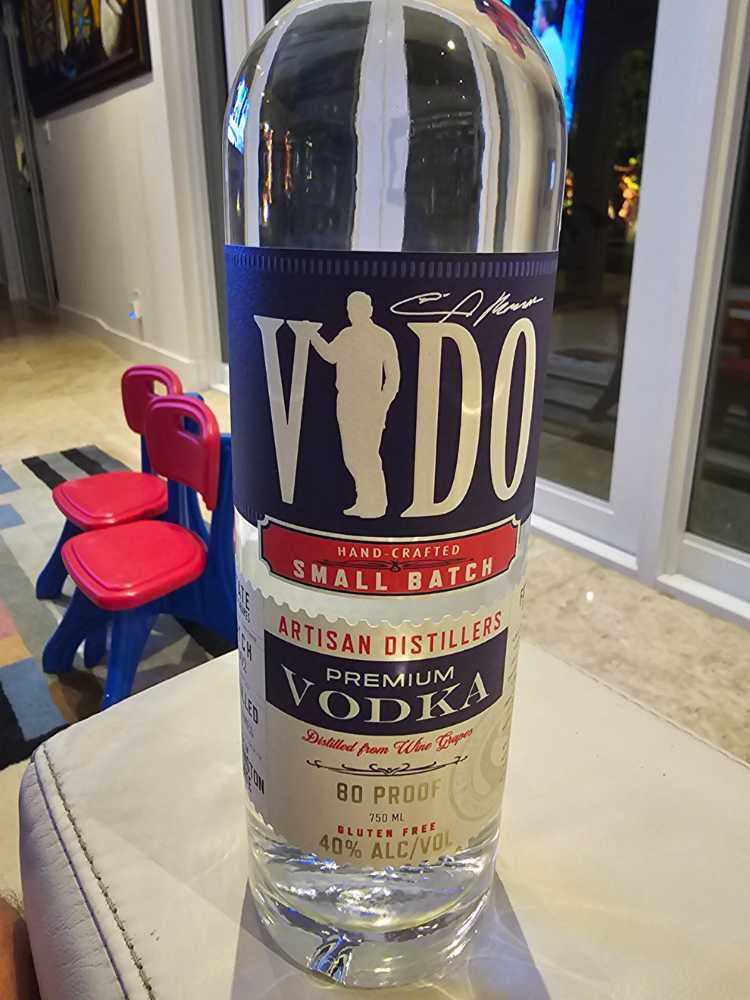 VIDO
HAND-CRAFTED
SMALL BATCH
ARTISAN DISTILLERS
PREMIUM
VODKA
Distilled from Wine Grapes
80 PROOF
750 ML
GLUTEN FREE
40% ALC/VOL